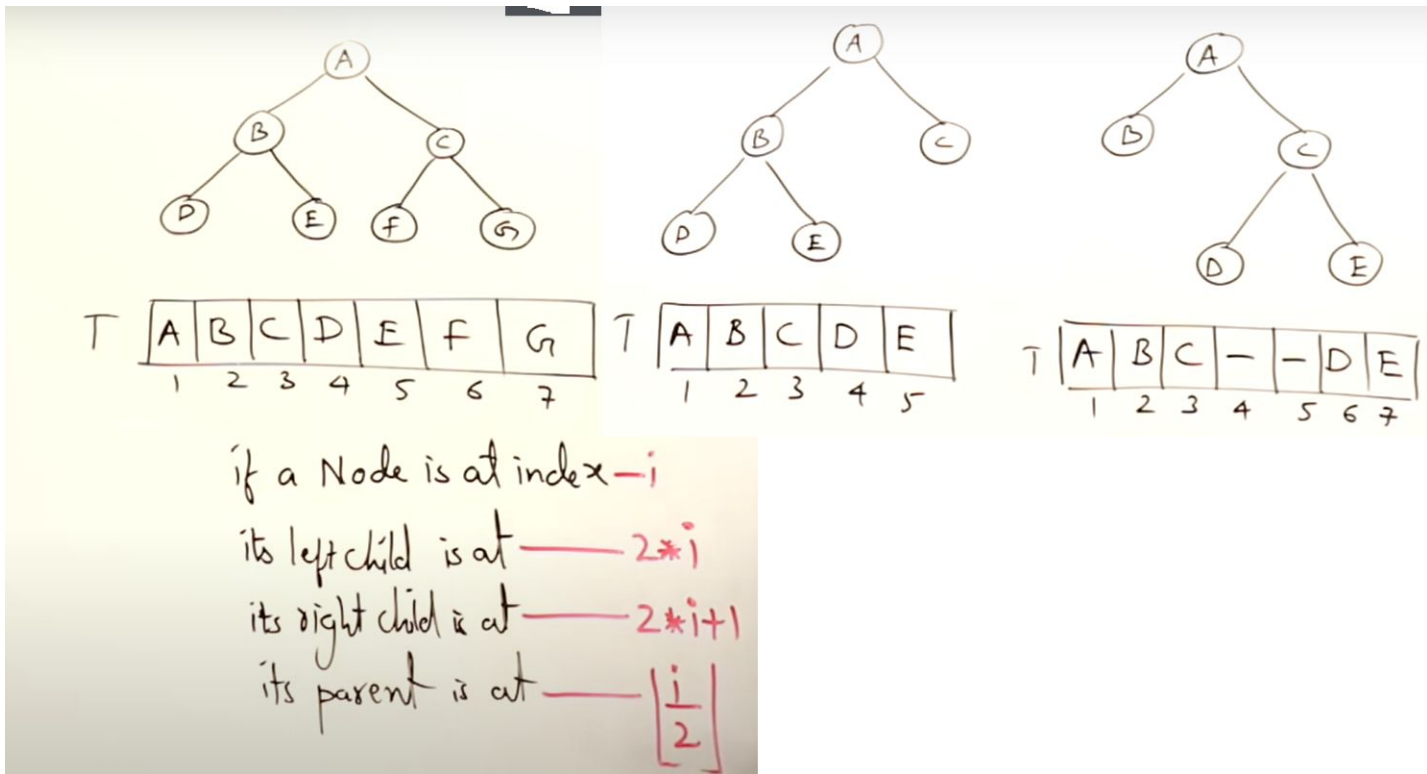 A
B C
D E F G
T A B C D E F G
1 2 3 4 5 6 7
A
B C
D E
T A B C D E
1 2 3 4 5
A
B C
D E
T A B C - - D E
1 2 3 4 5 6 7
if a Node is at index - i
its left child is at — 2*i
its right child is at — 2*i+1
its parent is at — ⌊i/2⌋